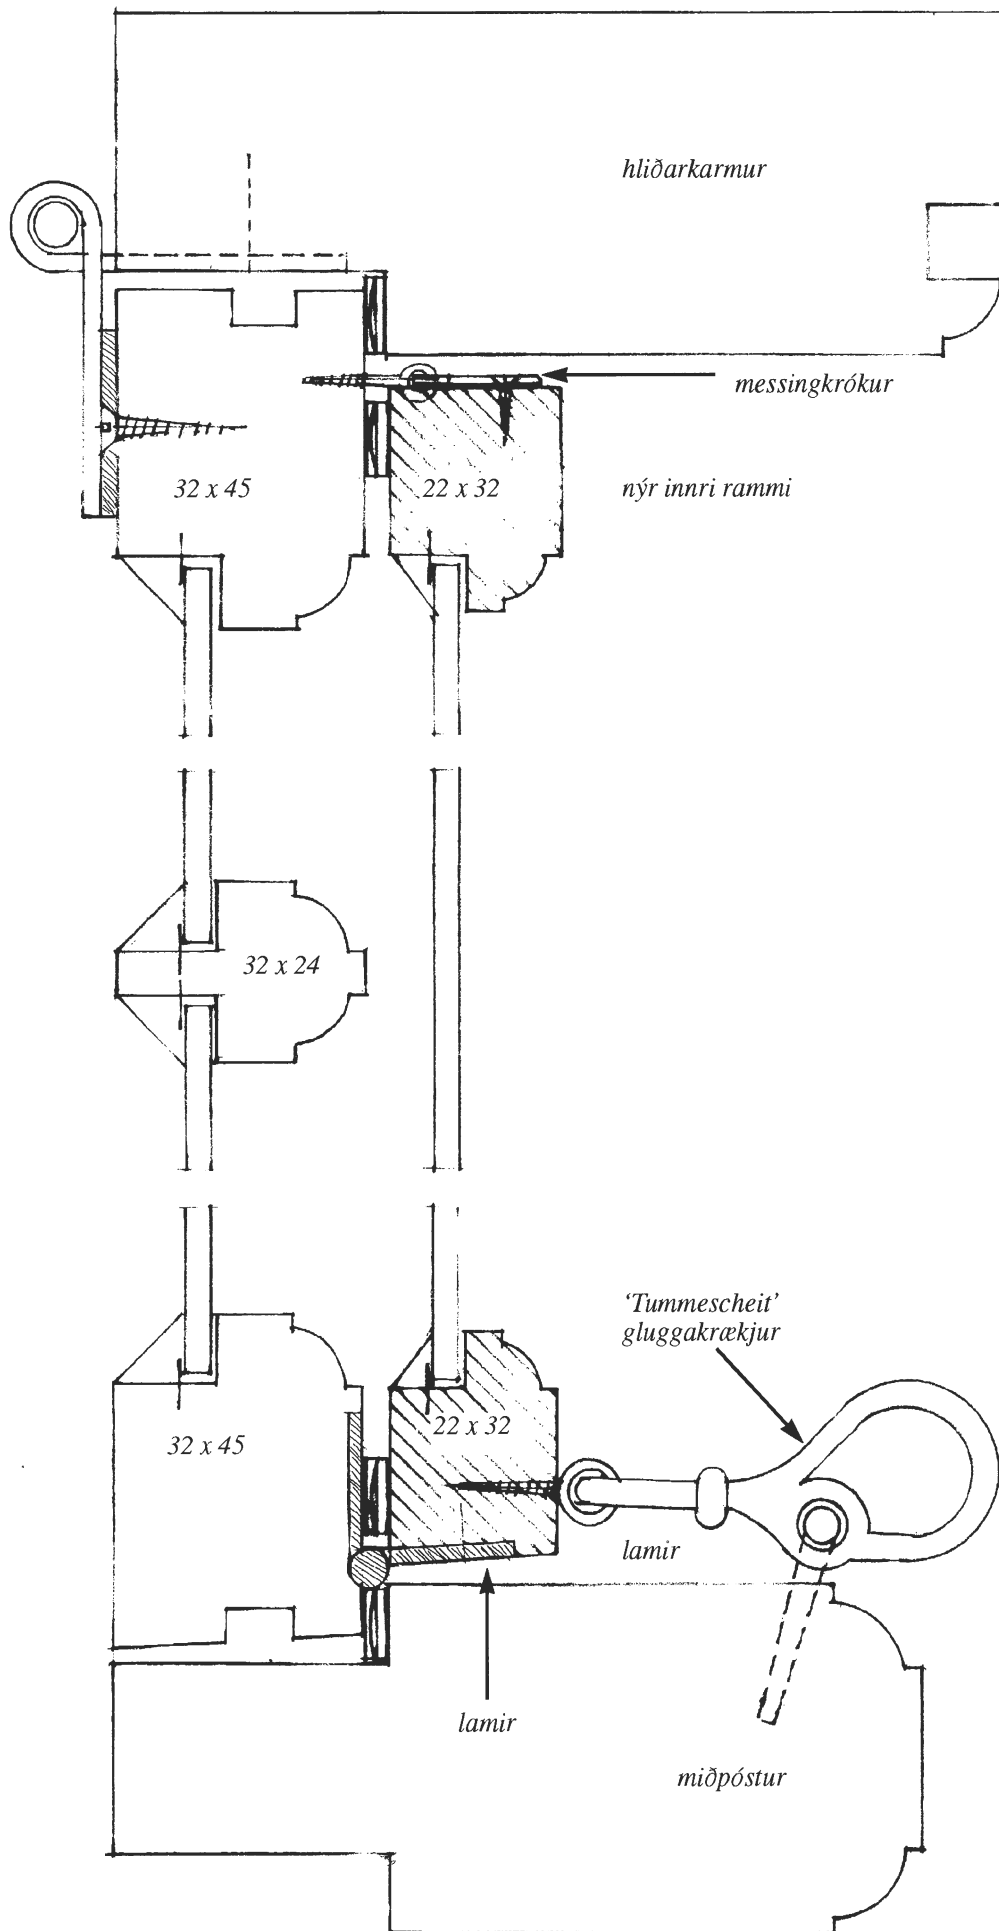 hliðarkarmur
messingkrókur
32 x 45
22 x 32
nýr innri rammi
32 x 24
‘Tummescheit’
gluggakrækjur
22 x 32
32 x 45
lamir
lamir
miðpóstur